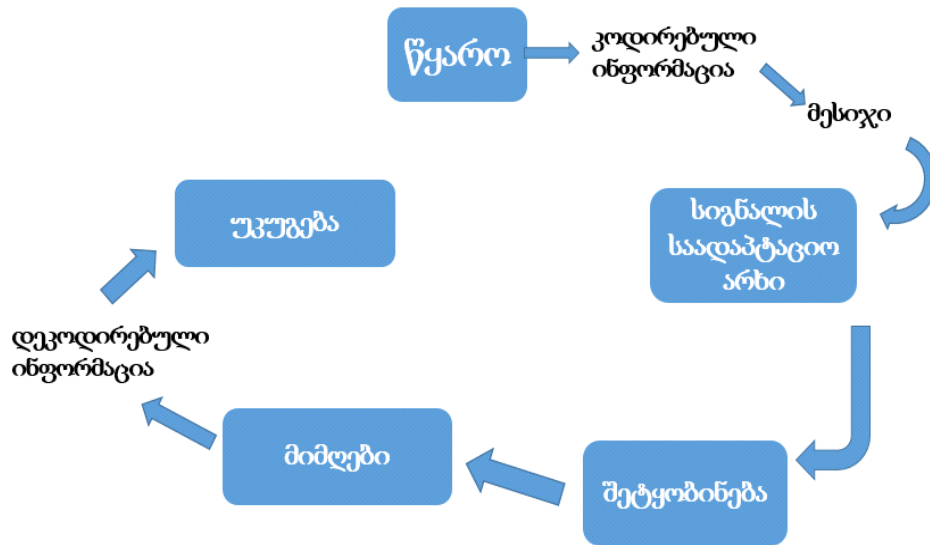 წყარო
კოდირებული
ინფორმაცია
მესიჯი
სიგნალის
საადაპტაციო
არხი
შეტყობინება
მიმღები
დეკოდირებული
ინფორმაცია
უკუგება